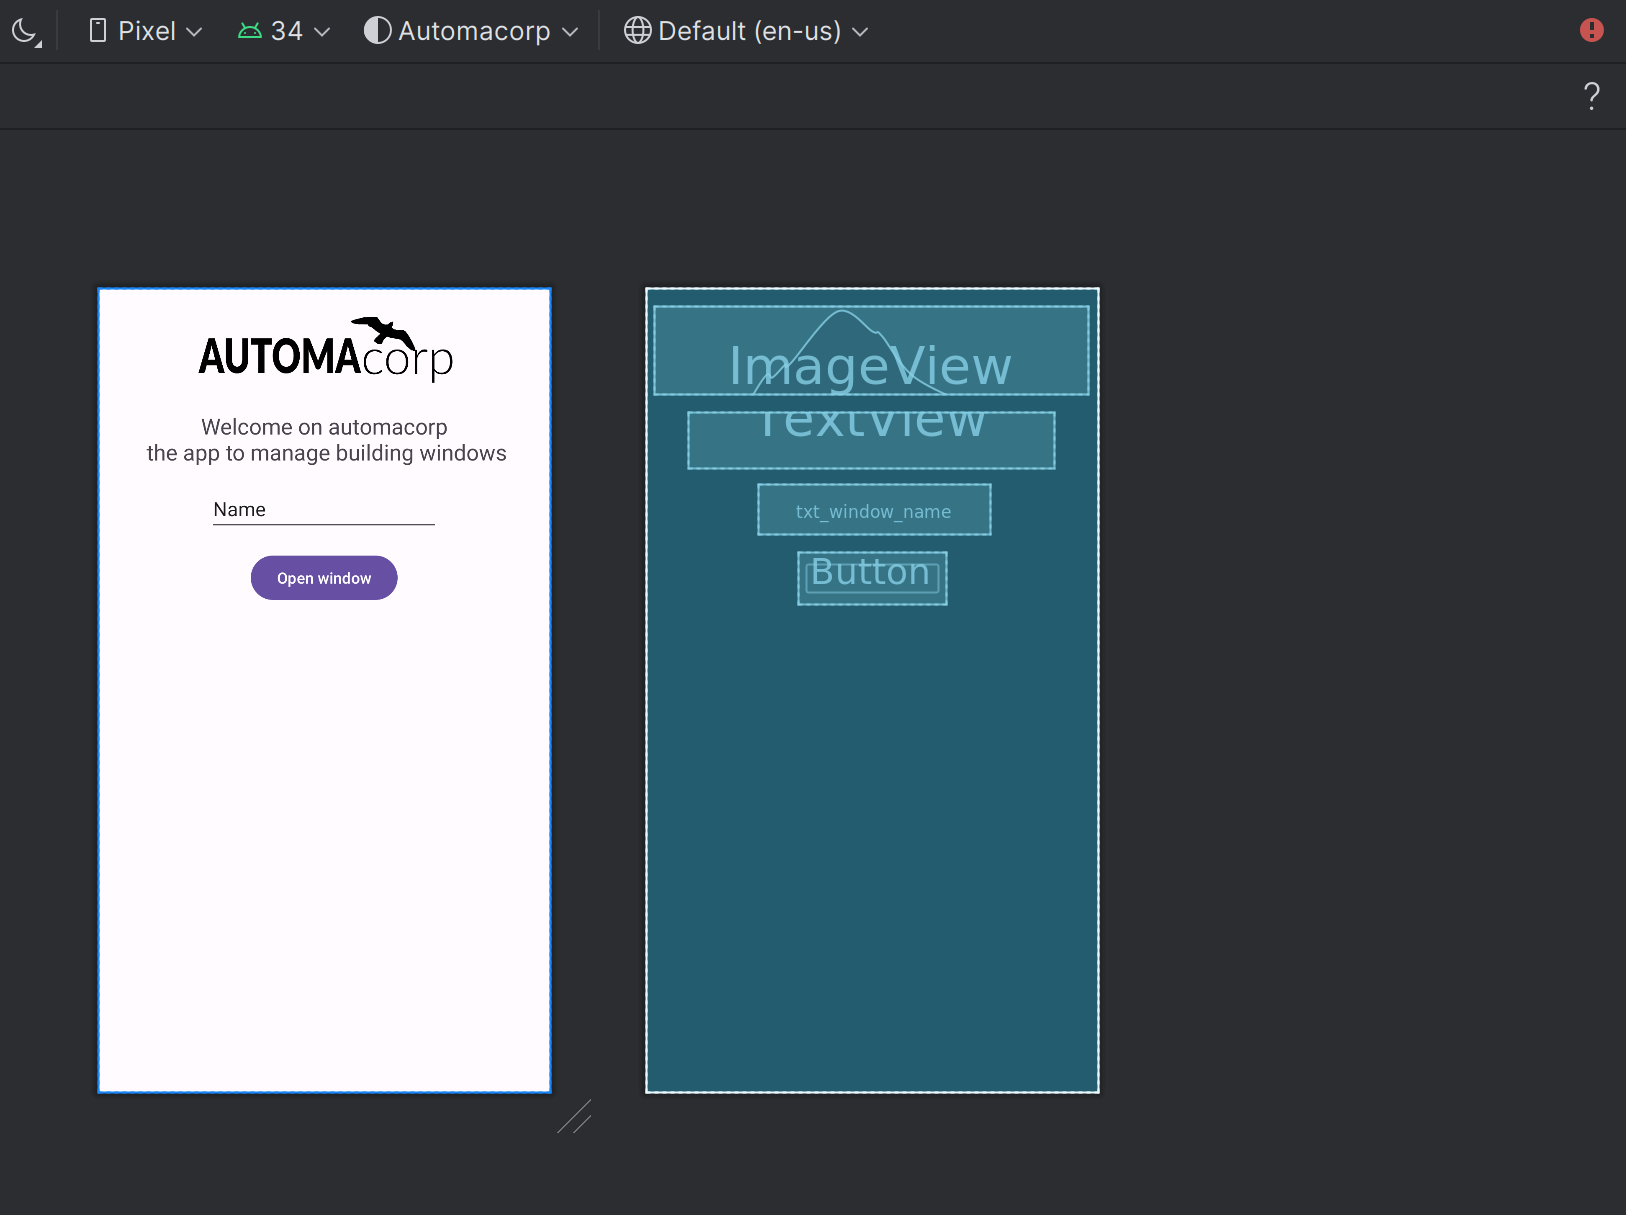 Pixel 34 Automacorp Default (en-us)
?
AUTOMAcorp
Welcome on automacorp
the app to manage building windows
Name
Open window
ImageView
TextView
txt_window_name
Button